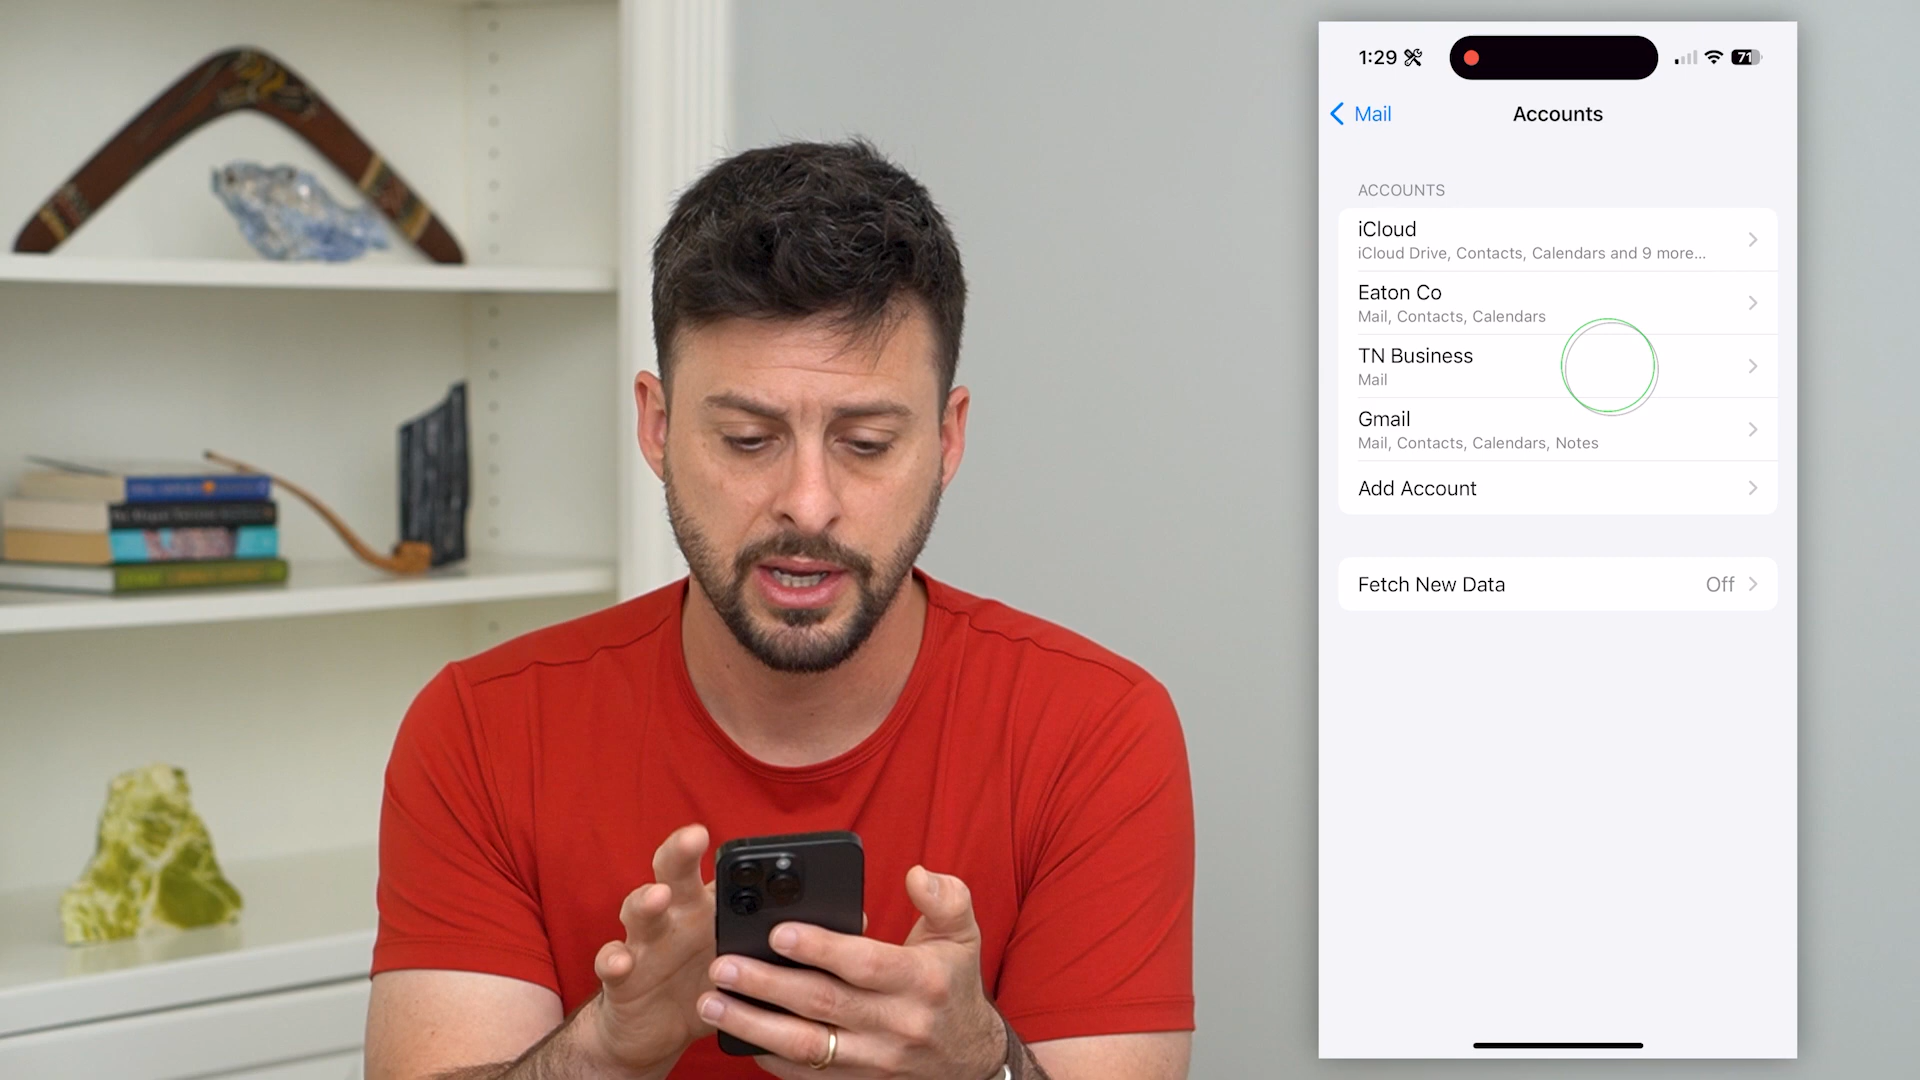 1:29
71
Mail
Accounts
ACCOUNTS
iCloud
iCloud Drive, Contacts, Calendars and 9 more...
Eaton Co
Mail, Contacts, Calendars
TN Business
Mail
Gmail
Mail, Contacts, Calendars, Notes
Add Account
Fetch New Data
Off